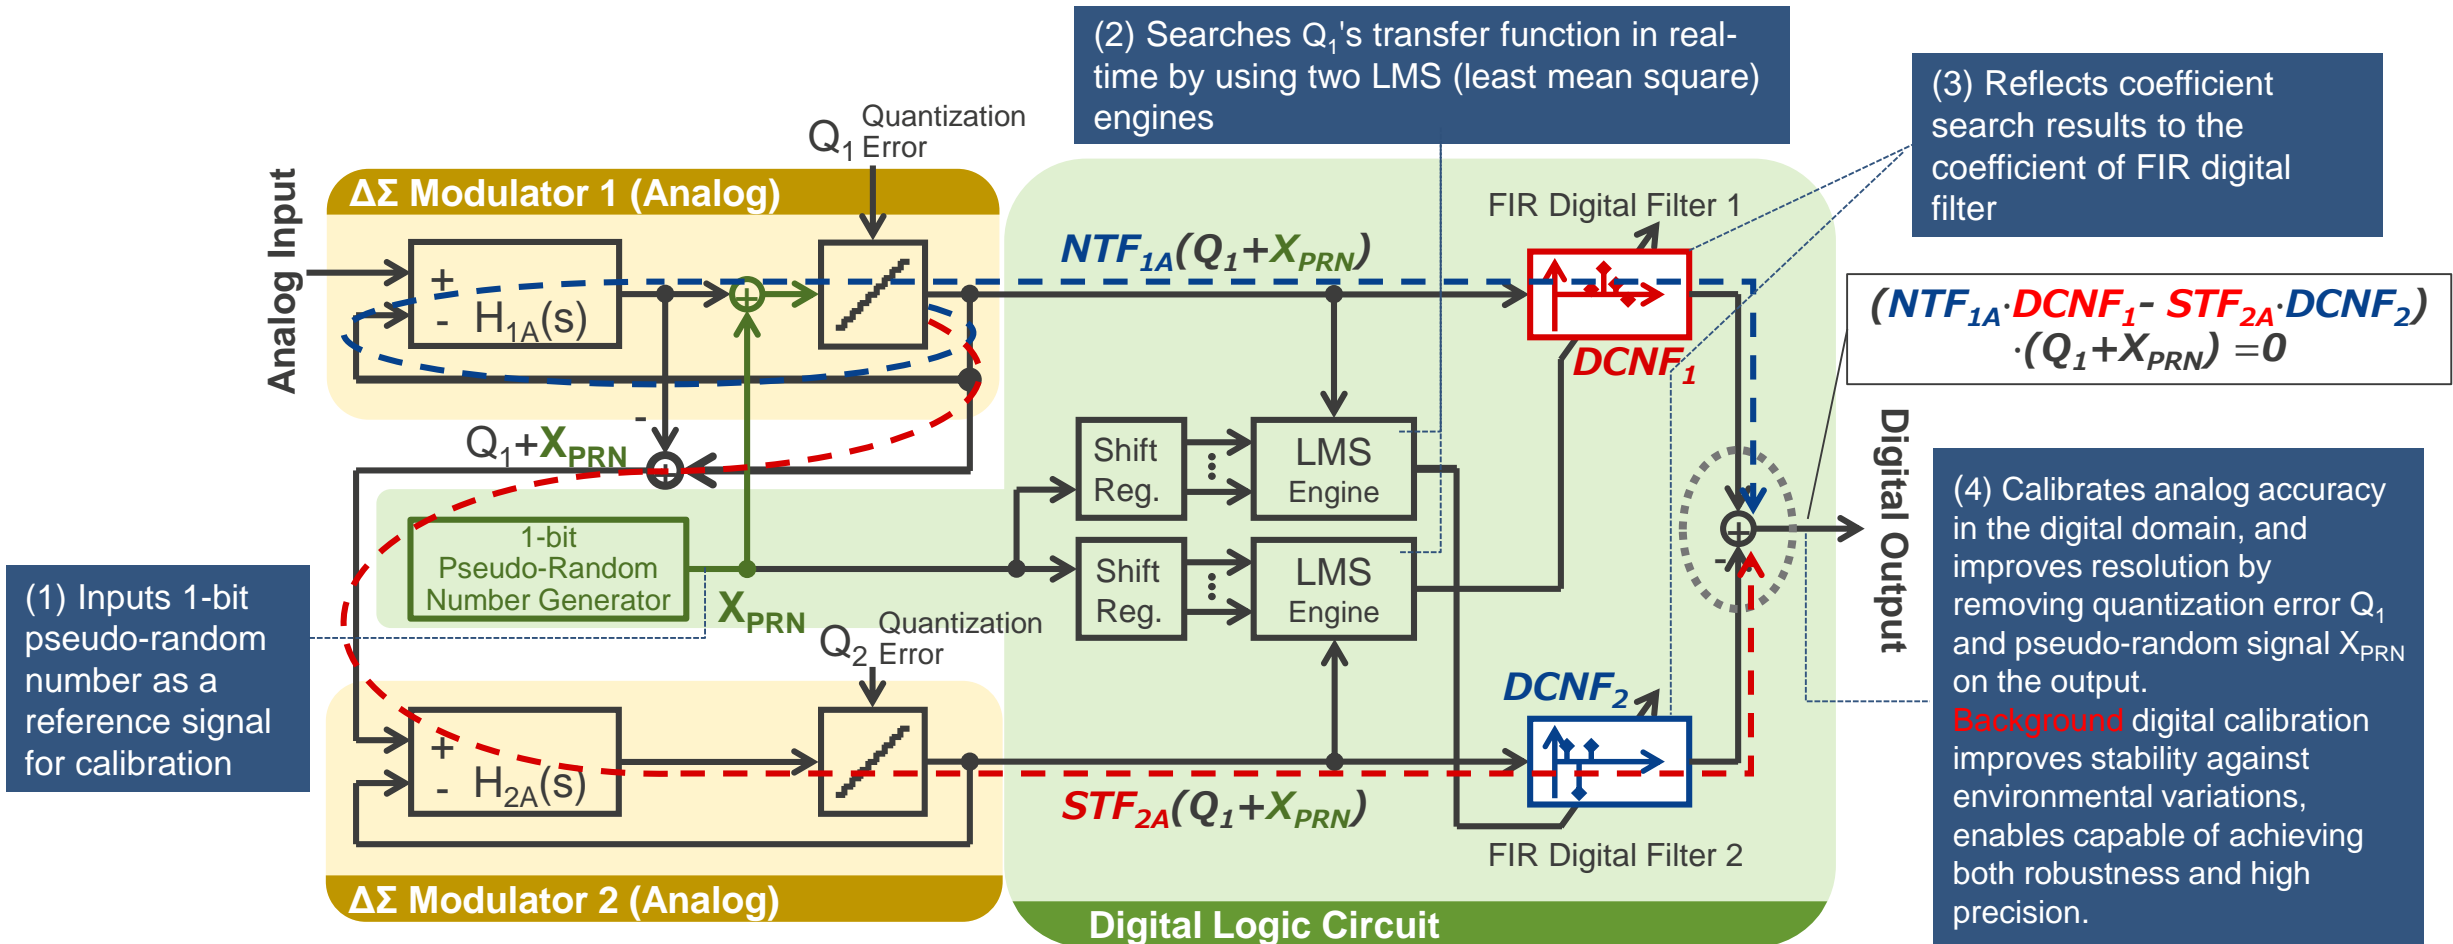 (2) Searches Q1's transfer function in real-
time by using two LMS (least mean square)
engines
(3) Reflects coefficient
search results to the
coefficient of FIR digital
filter
Q1 Quantization
Error
ΔΣ Modulator 1 (Analog)
Analog Input
+
- H1A(s)
+
NTF1A(Q1+XPRN)
FIR Digital Filter 1
DCNF1
(NTF1A·DCNF1- STF2A·DCNF2)
·(Q1+XPRN) =0
-
Q1+XPRN
+
Shift
Reg.
LMS
Engine
Digital Output
1-bit
Pseudo-Random
Number Generator
XPRN
Shift
Reg.
LMS
Engine
+
-
(1) Inputs 1-bit
pseudo-random
number as a
reference signal
for calibration
(4) Calibrates analog accuracy
in the digital domain, and
improves resolution by
removing quantization error Q1
and pseudo-random signal XPRN
on the output.
Background digital calibration
improves stability against
environmental variations,
enables capable of achieving
both robustness and high
precision.
Q2 Quantization
Error
+
- H2A(s)
DCNF2
STF2A(Q1+XPRN)
FIR Digital Filter 2
ΔΣ Modulator 2 (Analog)
Digital Logic Circuit